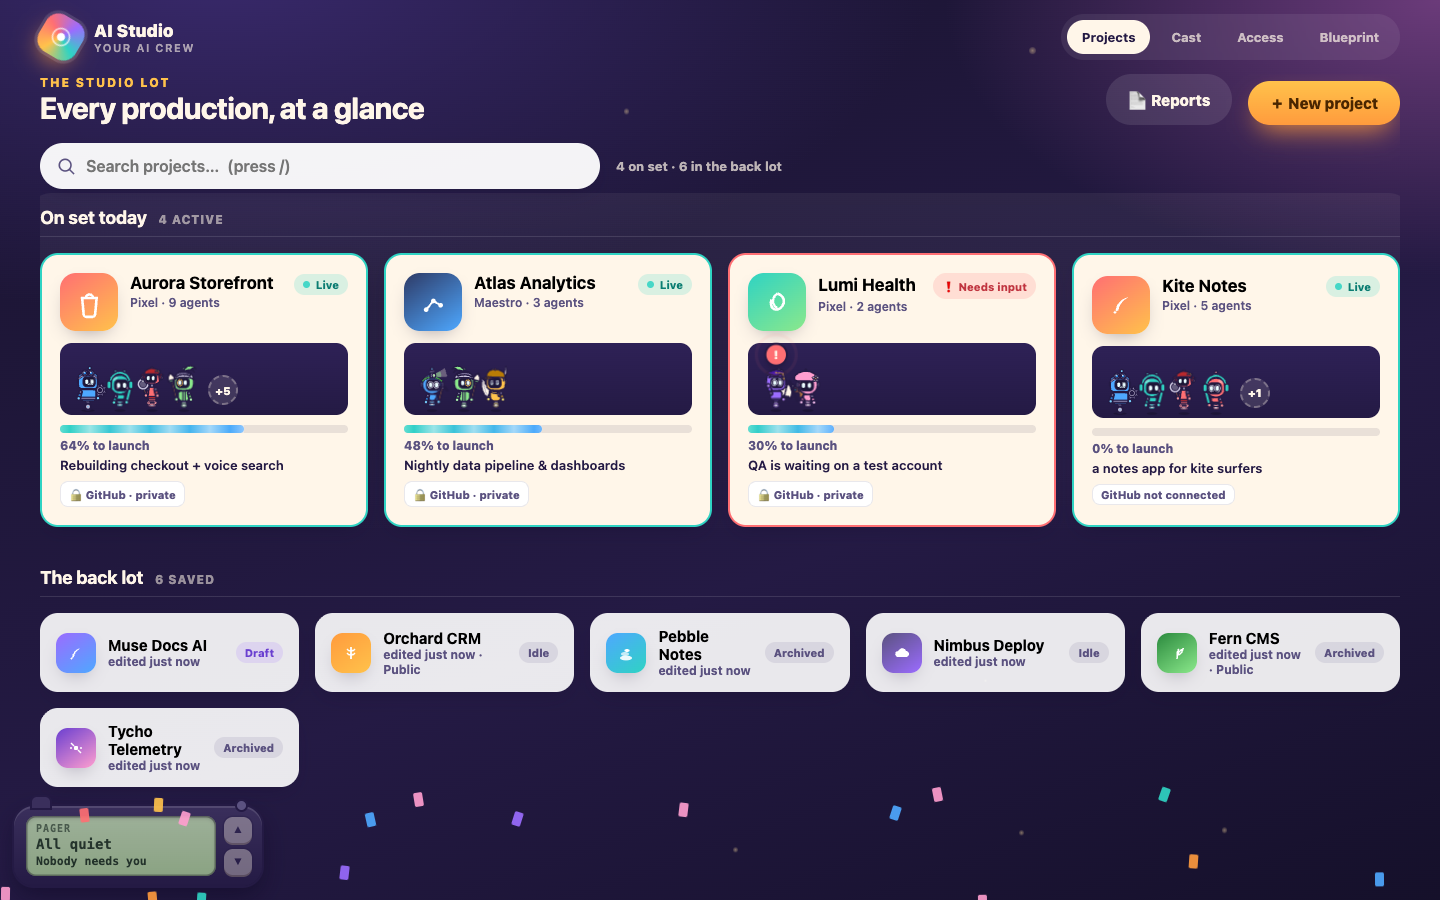 AI Studio
YOUR AI CREW
Projects
Cast
Access
Blueprint
THE STUDIO LOT
Every production, at a glance
Reports
+ New project
Search projects... (press /)
4 on set · 6 in the back lot
On set today 4 ACTIVE
Aurora Storefront
Live
Pixel · 9 agents
+5
64% to launch
Rebuilding checkout + voice search
GitHub · private
Atlas Analytics
Live
Maestro · 3 agents
48% to launch
Nightly data pipeline & dashboards
GitHub · private
Lumi Health
! Needs input
Pixel · 2 agents
!
30% to launch
QA is waiting on a test account
GitHub · private
Kite Notes
Live
Pixel · 5 agents
+1
0% to launch
a notes app for kite surfers
GitHub not connected
The back lot 6 SAVED
Muse Docs AI
edited just now
Draft
Orchard CRM
edited just now ·
Public
Idle
Pebble
Notes
edited just now
Archived
Nimbus Deploy
edited just now
Idle
Fern CMS
edited just now
· Public
Archived
Tycho
Telemetry
edited just now
Archived
PAGER
All quiet
Nobody needs you
▲
▼